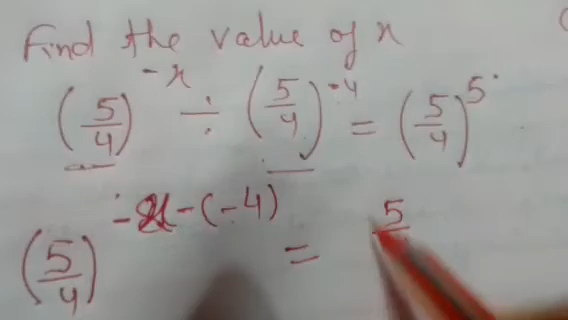 Find the value of x
(5/4)^-x ÷ (5/4)^-4 = (5/4)^5
(5/4)^-x-(-4) = 5